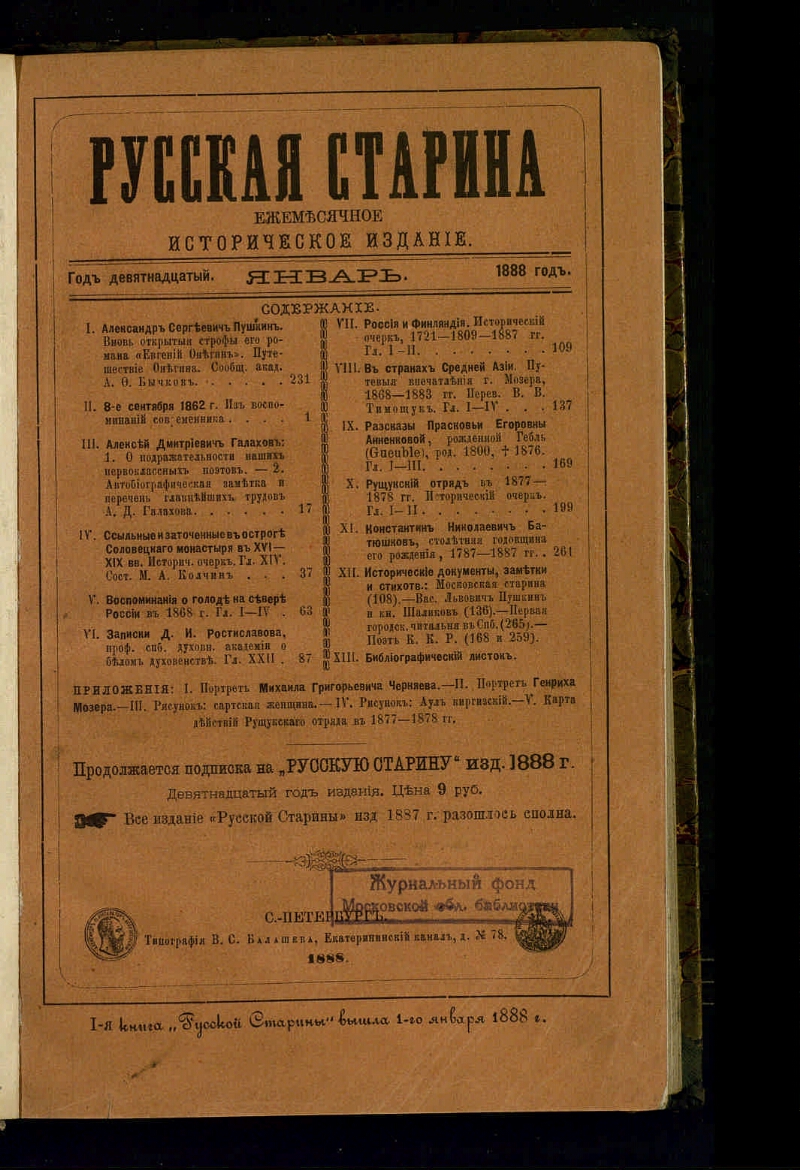 РУССКАЯ СТАРИНА
ЕЖЕМѢСЯЧНОЕ
ИСТОРИЧЕСКОЕ ИЗДАНІЕ.
Годъ девятнадцатый.
ЯНВАРЬ.
1888 годъ.
СОДЕРЖАНІЕ.
I. Александръ Сергѣевичъ Пушкинъ.
Вновь открытыя строфы его ро-
мана «Евгеній Онѣгинъ». Путе-
шествіе Онѣгина. Сообщ. акад.
А. Ѳ. Бычковъ. . . . . . . 231
II. 8-е сентября 1862 г. Изъ воспо-
минаній современника . . . . 1
III. Алексѣй Дмитріевичъ Галаховъ:
1. О подражательности нашихъ
первоклассныхъ поэтовъ. — 2.
Автобіографическая замѣтка и
перечень главнѣйшихъ трудовъ
А. Д. Галахова. . . . . . 17
IV. Ссыльные и заточенные въ острогѣ
Соловецкаго монастыря въ XVI—
XIX вв. Историч. очеркъ. Гл. XIV.
Сост. М. А. Колчинъ . . . 37
V. Воспоминанія о голодѣ на сѣверѣ
Россіи въ 1868 г. Гл. I—IV . 63
VI. Записки Д. И. Ростиславова,
проф. спб. духовн. академіи о
бѣломъ духовенствѣ. Гл. XXII . 87
VII. Россія и Финляндія. Историческій
очеркъ, 1721—1809—1887 гг.
Гл. I-II. . . . . . . . . 109
VIII. Въ странахъ Средней Азіи. Пу-
тевыя впечатлѣнія г. Мозера,
1868—1883 гг. Перев. В. В.
Тимощукъ. Гл. I—IV . . . 137
IX. Разсказы Прасковьи Егоровны
Анненковой, рожденной Гебль
(Gueuble), род. 1800, † 1876.
Гл. I—III. . . . . . . . . 169
X. Рущукскій отрядъ въ 1877—
1878 гг. Историческій очеркъ.
Гл. I—II . . . . . . . . . 199
XI. Константинъ Николаевичъ Ба-
тюшковъ, столѣтняя годовщина
его рожденія, 1787—1887 гг. . 261
XII. Историческіе документы, замѣтки
и стихотв.: Московская старина
(108).—Вас. Львовичъ Пушкинъ
и кн. Шаликовъ (136).—Первая
городск. читальня въ Спб. (265).—
Поэтъ К. К. Р. (168 и 259).
XIII. Библіографическій листокъ.
ПРИЛОЖЕНІЯ: I. Портретъ Михаила Григорьевича Черняева.—II. Портретъ Генриха
Мозера.—III. Рисунокъ: сартская женщина.—IV. Рисунокъ: Аулъ киргизскій.—V. Карта
дѣйствій Рущукскаго отряда въ 1877—1878 гг.
Продолжается подписка на „РУССКУЮ СТАРИНУ“ изд. 1888 г.
Девятнадцатый годъ изданія. Цѣна 9 руб.
Все изданіе «Русской Старины» изд 1887 г. разошлось сполна.
Журнальный фонд
Московской обл. библиотеки
С.-ПЕТЕРБУРГЪ.
Типографія В. С. Балашева, Екатерининскій каналъ, д. № 78.
1888.
I-я книга „Русской Старины“ вышла 1-го января 1888 г.